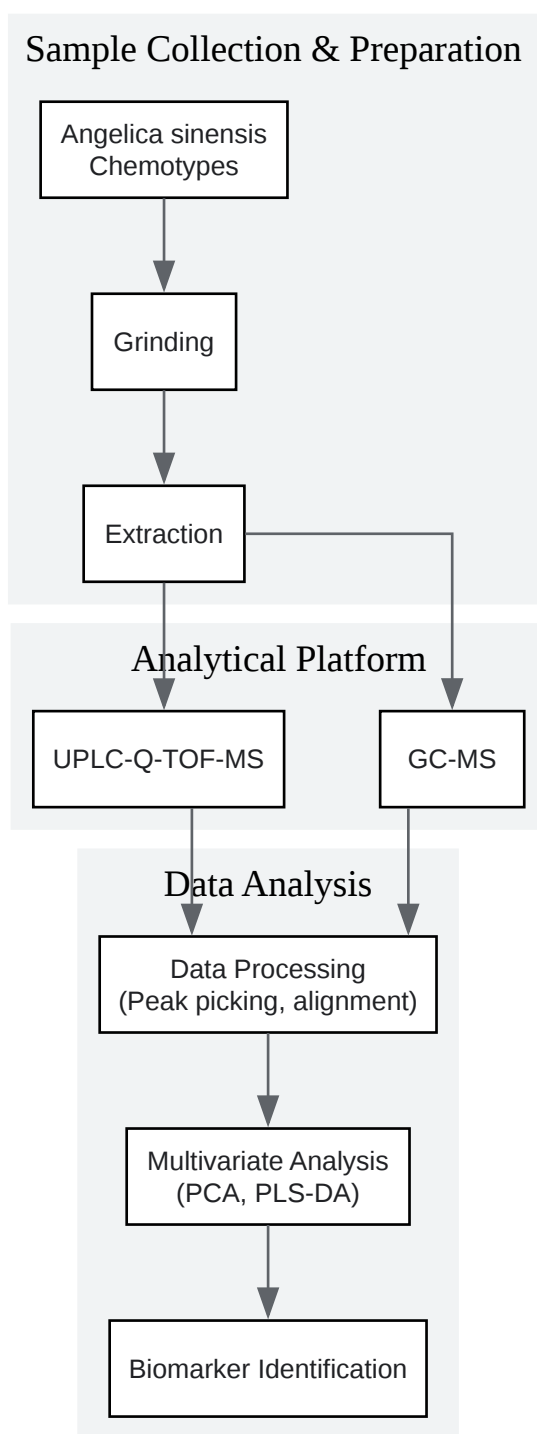 Sample Collection & Preparation
Angelica sinensis
Chemotypes
Grinding
Extraction
Analytical Platform
UPLC-Q-TOF-MS
GC-MS
Data Analysis
Data Processing
(Peak picking, alignment)
Multivariate Analysis
(PCA, PLS-DA)
Biomarker Identification